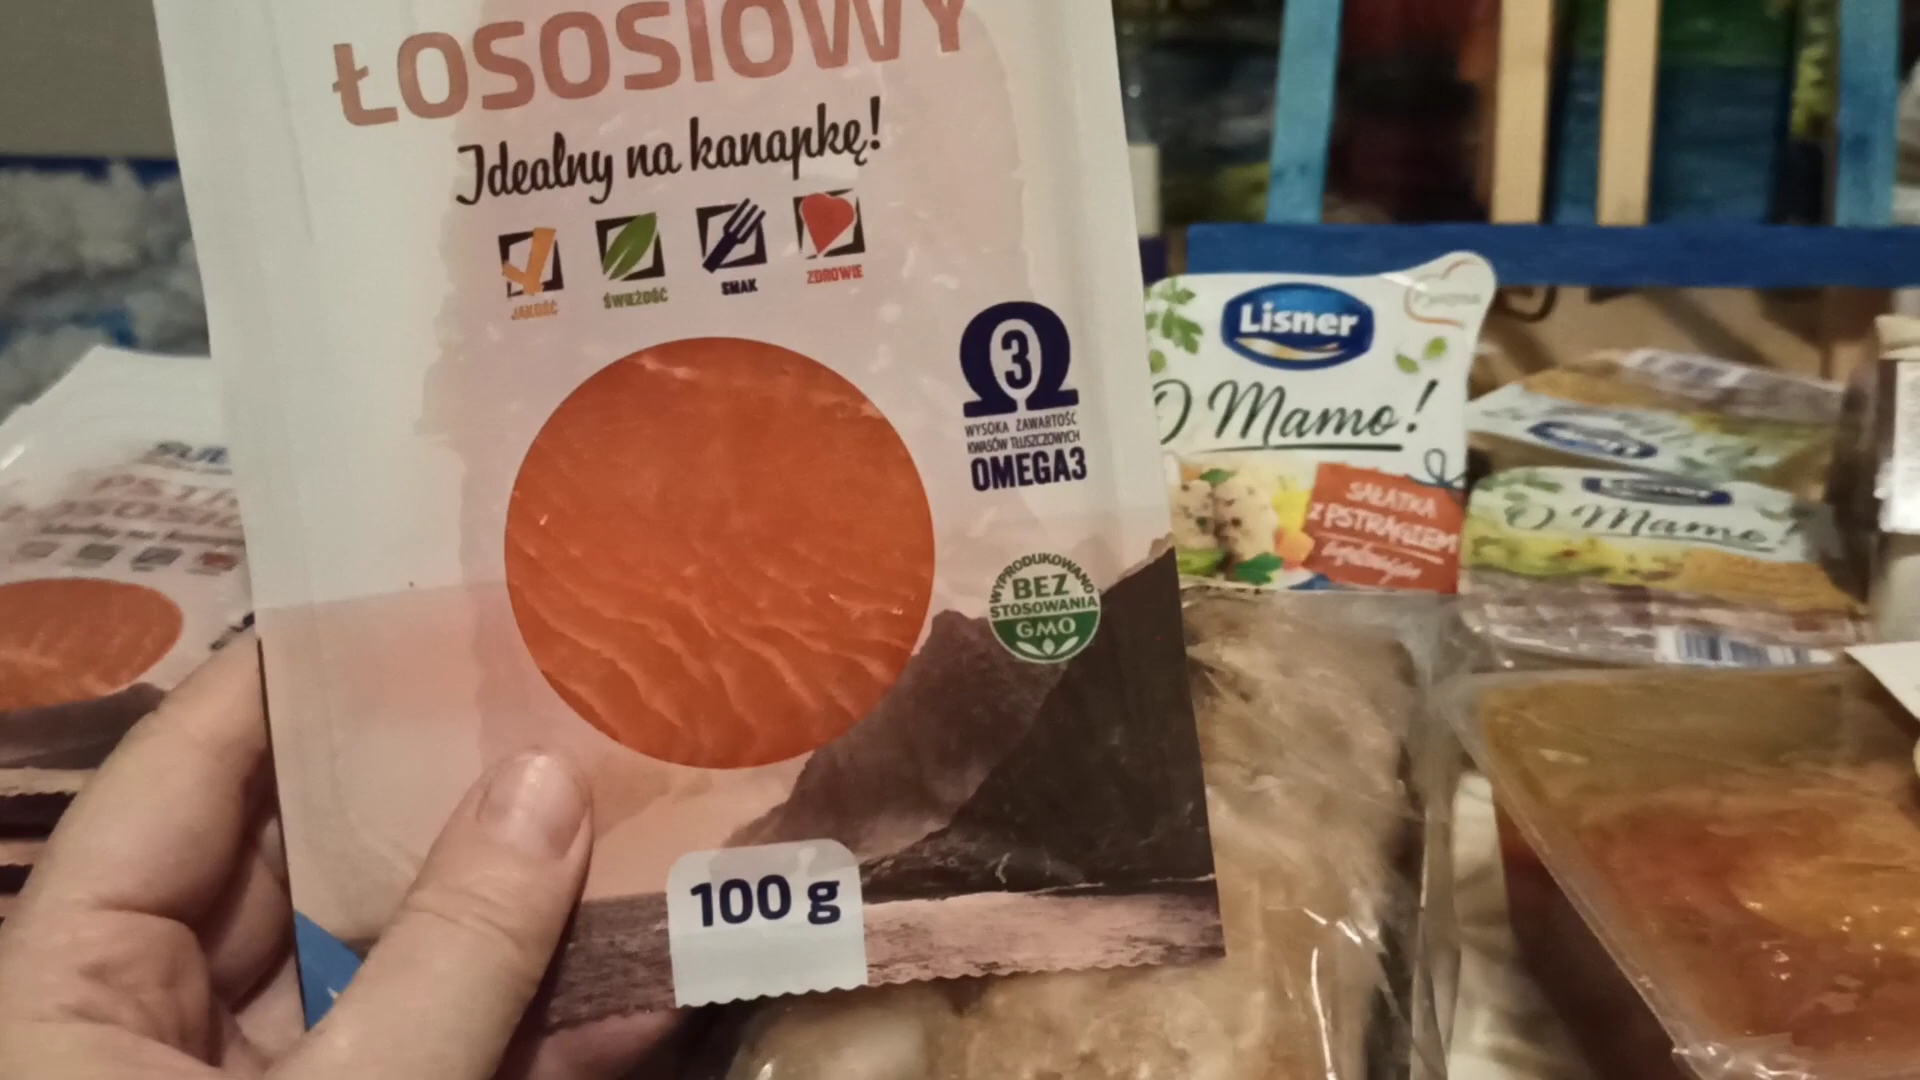 ŁOSOSIOWY
Idealny na kanapkę!
JAKOŚĆ
ŚWIEŻOŚĆ
SMAK
ZDROWIE
3
WYSOKA ZAWARTOŚĆ
KWASÓW TŁUSZCZOWYCH
OMEGA3
WYPRODUKOWANO
BEZ
STOSOWANIA
GMO
100 g
Lisner
O Mamo!
SAŁATKA
Z PSTRĄGIEM
Lisner
O Mamo!